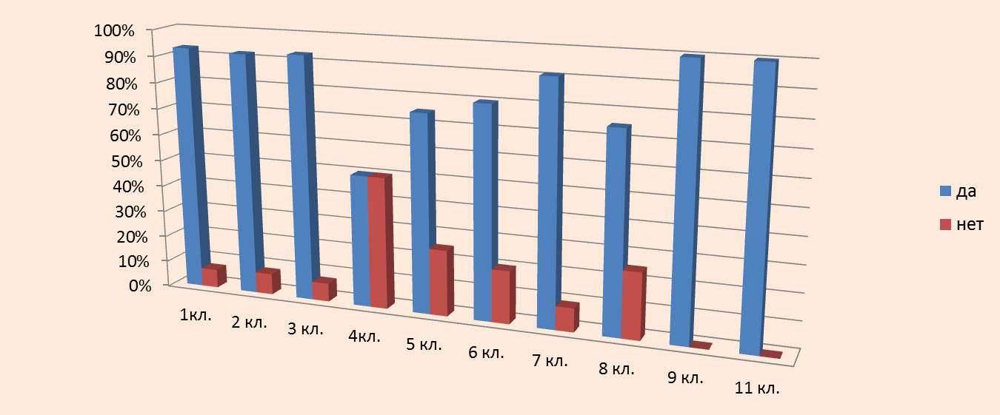 100%
90%
80%
70%
60%
50%
40%
30%
20%
10%
0%
1кл.
2 кл.
3 кл.
4кл.
5 кл.
6 кл.
7 кл.
8 кл.
9 кл.
11 кл.
да
нет